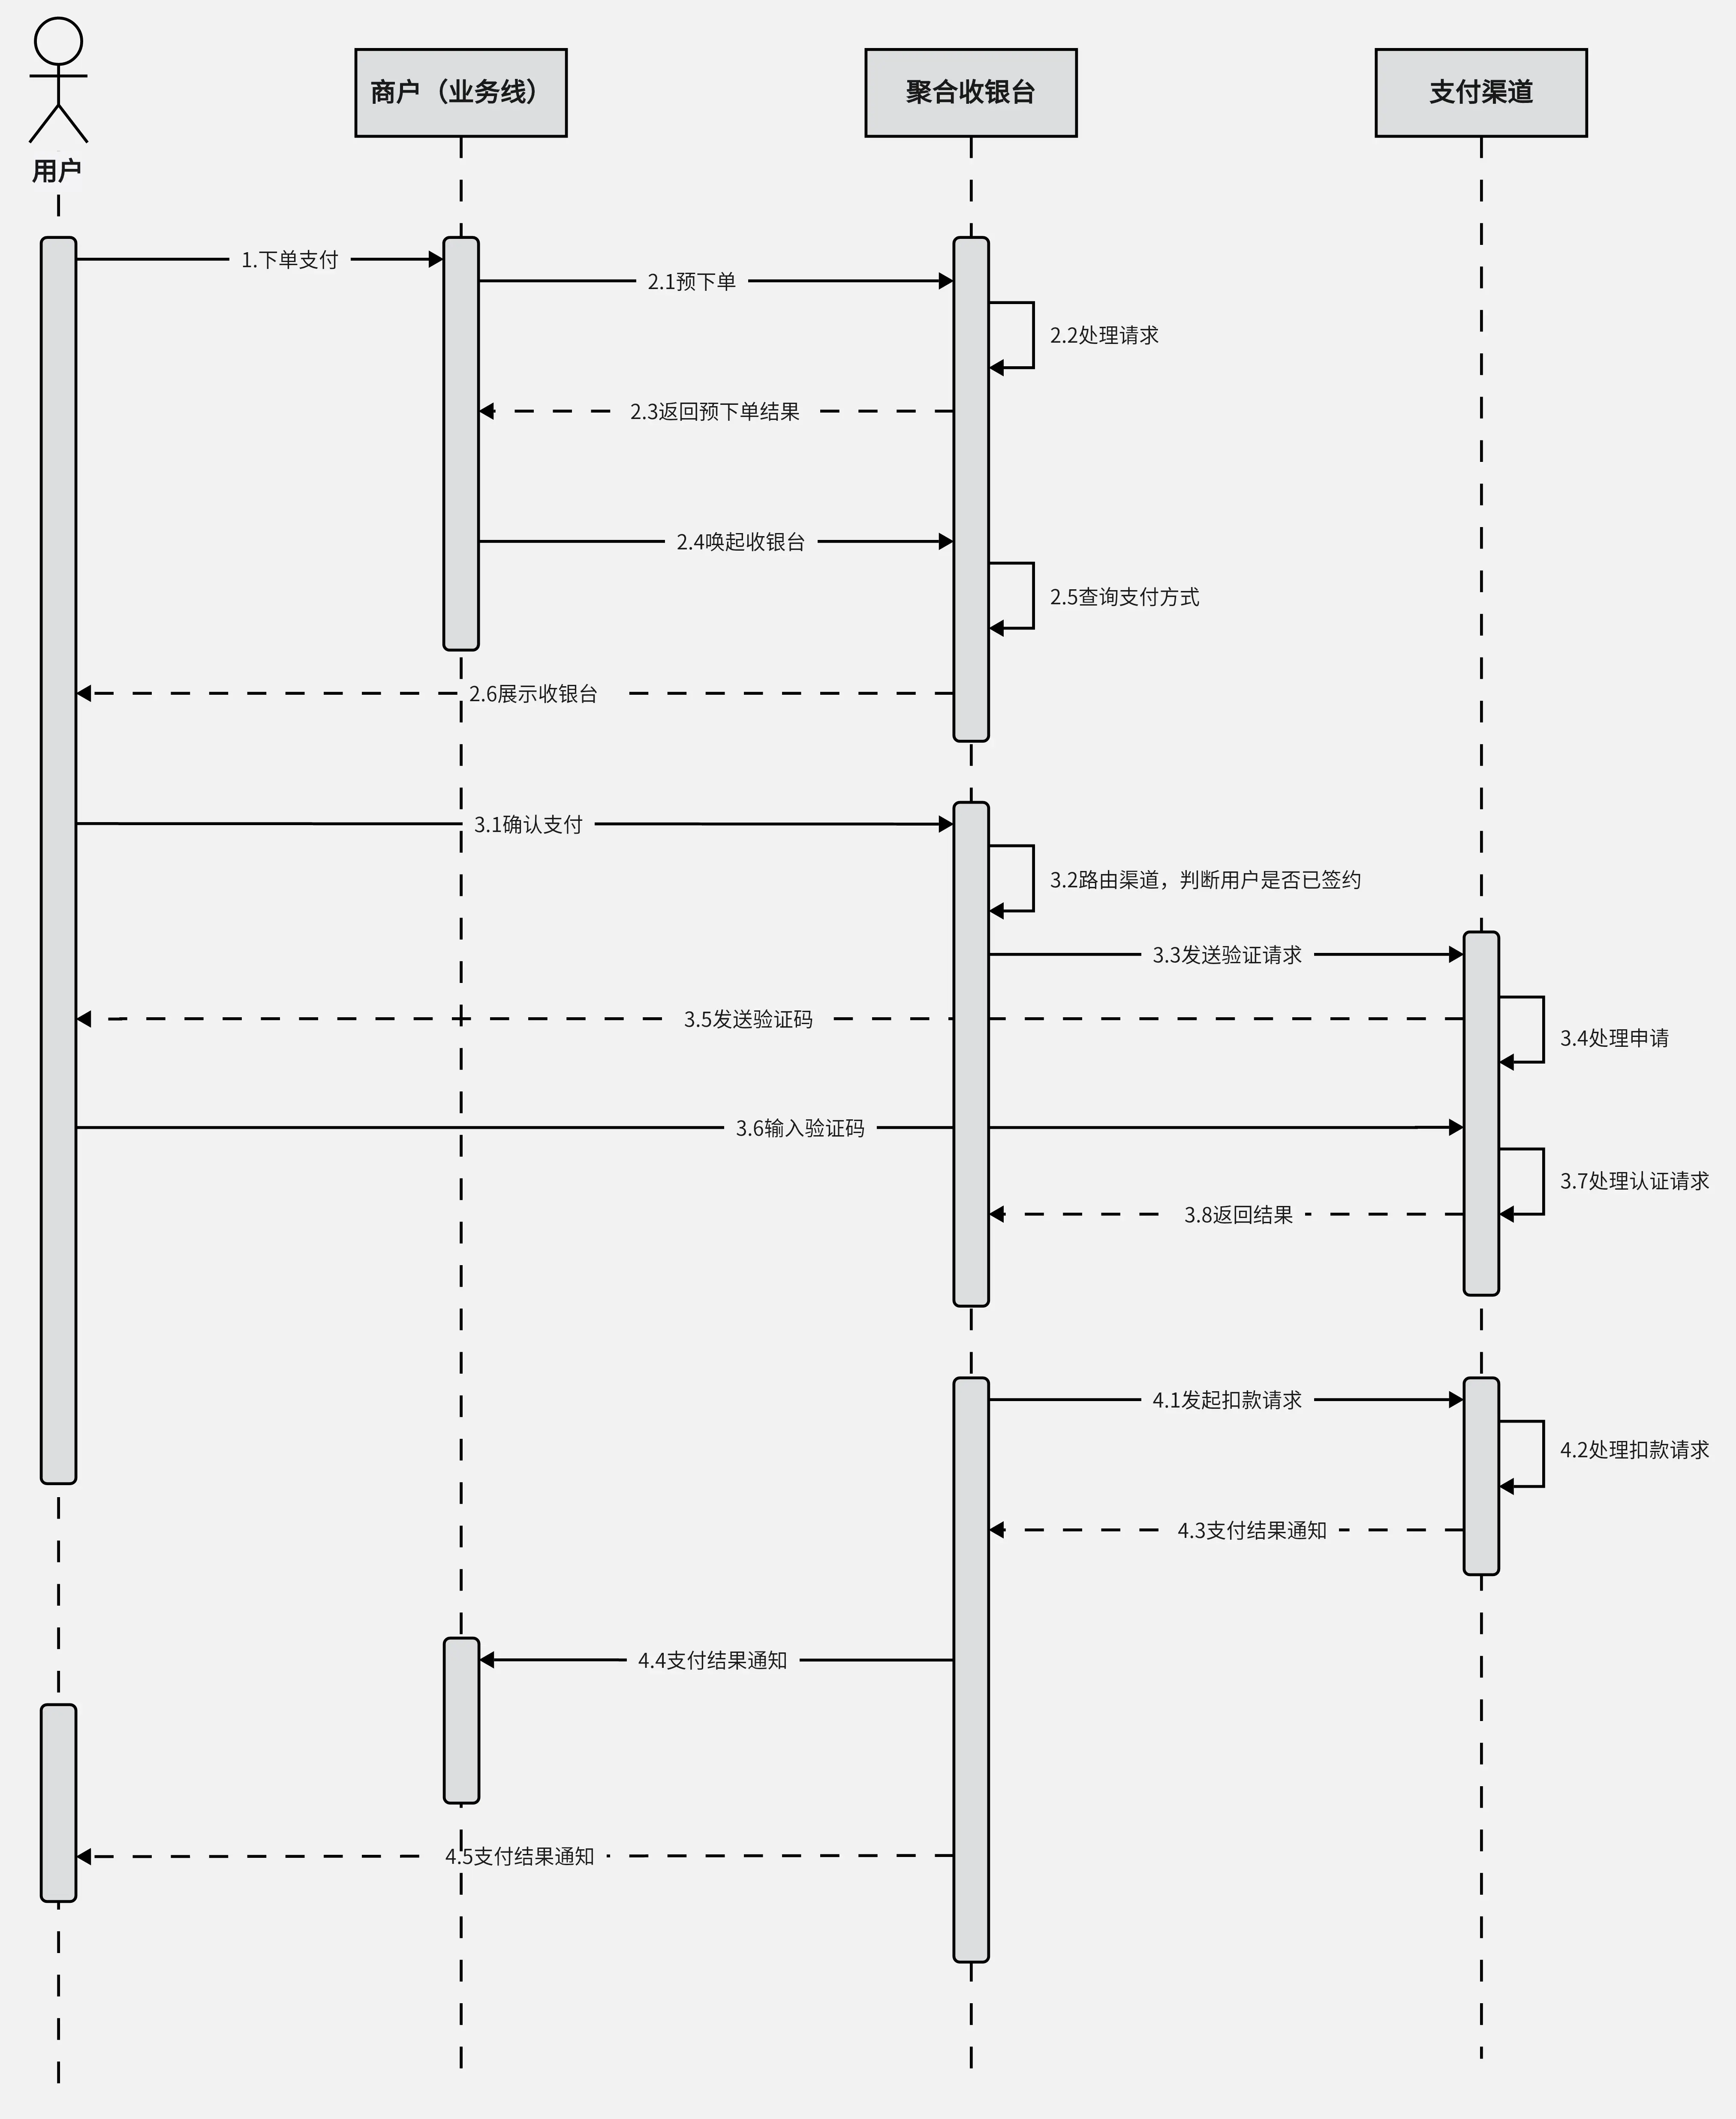 用户
商户（业务线）
聚合收银台
支付渠道
1.下单支付
2.1预下单
2.2处理请求
2.3返回预下单结果
2.4唤起收银台
2.5查询支付方式
2.6展示收银台
3.1确认支付
3.2路由渠道，判断用户是否已签约
3.3发送验证请求
3.5发送验证码
3.4处理申请
3.6输入验证码
3.7处理认证请求
3.8返回结果
4.1发起扣款请求
4.2处理扣款请求
4.3支付结果通知
4.4支付结果通知
4.5支付结果通知